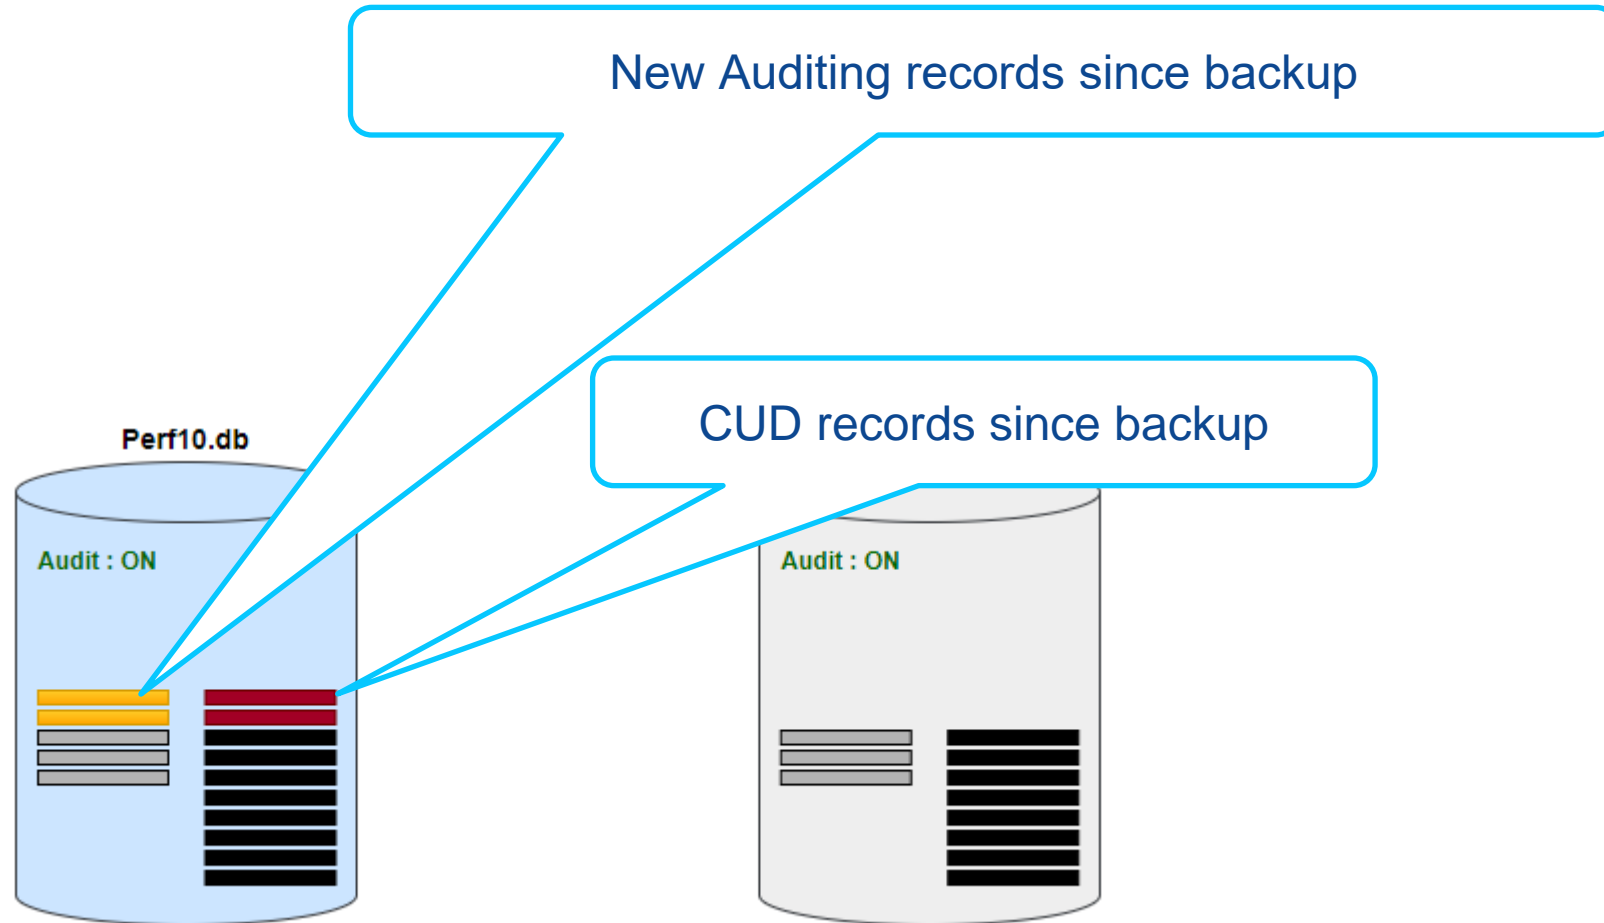 New Auditing records since backup
CUD records since backup
Perf10.db
Audit : ON
Audit : ON